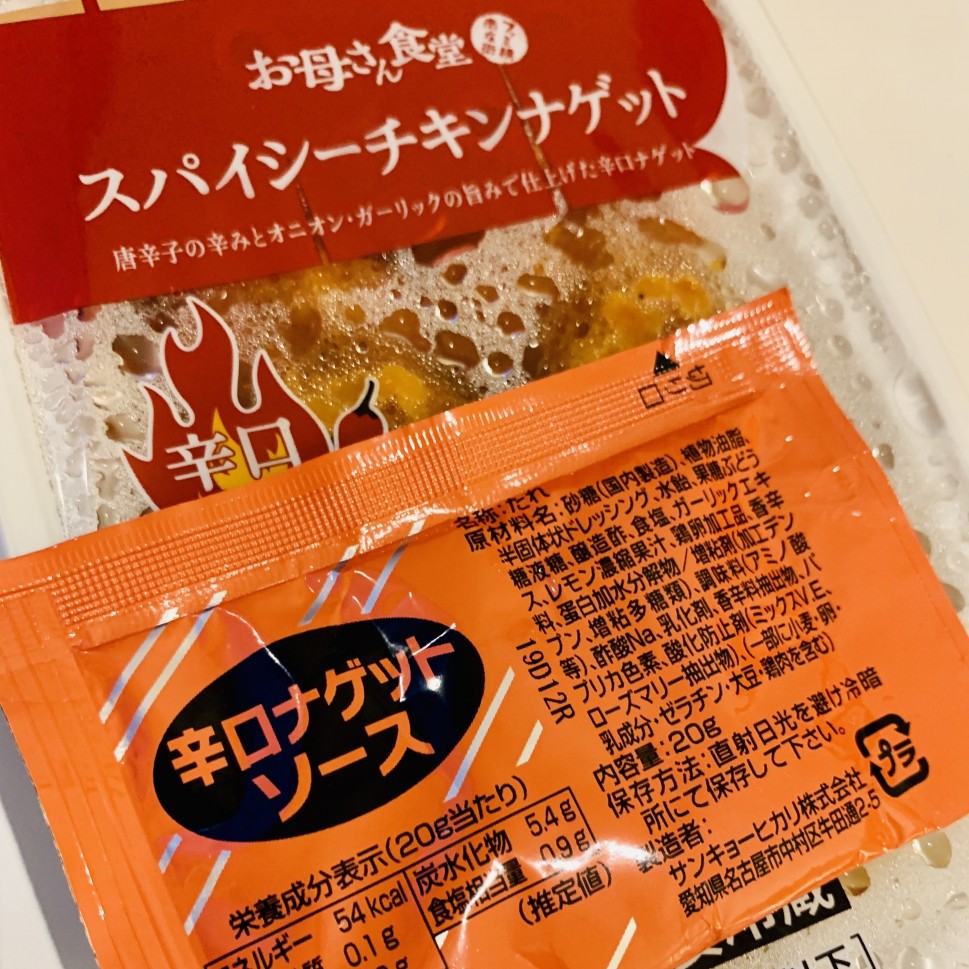 お母さん食堂
スパイシーチキンナゲット
唐辛子の辛みとオニオン・ガーリックの旨みで仕上げた辛口ナゲット
辛口
切り口
名称:たれ
原材料名:砂糖(国内製造)、植物油脂、
半固体状ドレッシング、水飴、果糖ぶどう
糖液糖、醸造酢、食塩、ガーリックエキ
ス、レモン濃縮果汁、鶏卵加工品、香辛
料、蛋白加水分解物/増粘剤(加工デン
プン、増粘多糖類)、調味料(アミノ酸
等)、酢酸Na、乳化剤、香辛料抽出物、パ
プリカ色素、酸化防止剤(ミックスV.E、
ローズマリー抽出物)、(一部に小麦・卵・
乳成分・ゼラチン・大豆・鶏肉を含む)
19D12R
内容量:20g
保存方法:直射日光を避け冷暗
所にて保存して下さい。
製造者:
サンキョーヒカリ株式会社
愛知県名古屋市中村区牛田通2-5
プラ
辛口ナゲット
ソース
栄養成分表示(20g当たり)
エネルギー 54kcal
0.1g
炭水化物 5.4g
食塩相当量 0.9g
(推定値)
以下]